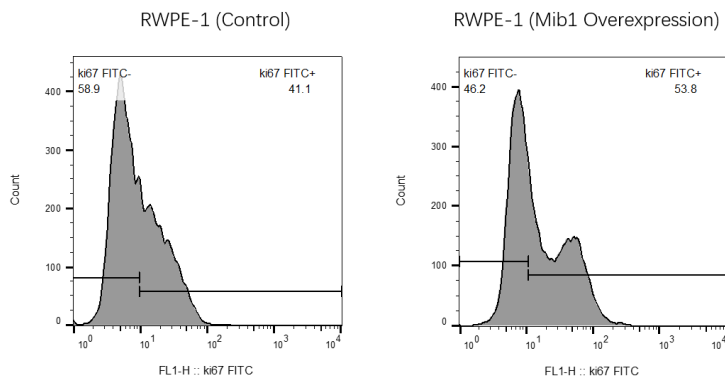 RWPE-1 (Control)
ki67 FITC-
58.9
ki67 FITC+
41.1
400
300
200
100
0
Count
10^0 10^1 10^2 10^3 10^4
FL1-H :: ki67 FITC
RWPE-1 (Mib1 Overexpression)
ki67 FITC-
46.2
ki67 FITC+
53.8
400
300
200
100
0
Count
10^0 10^1 10^2 10^3 10^4
FL1-H :: ki67 FITC